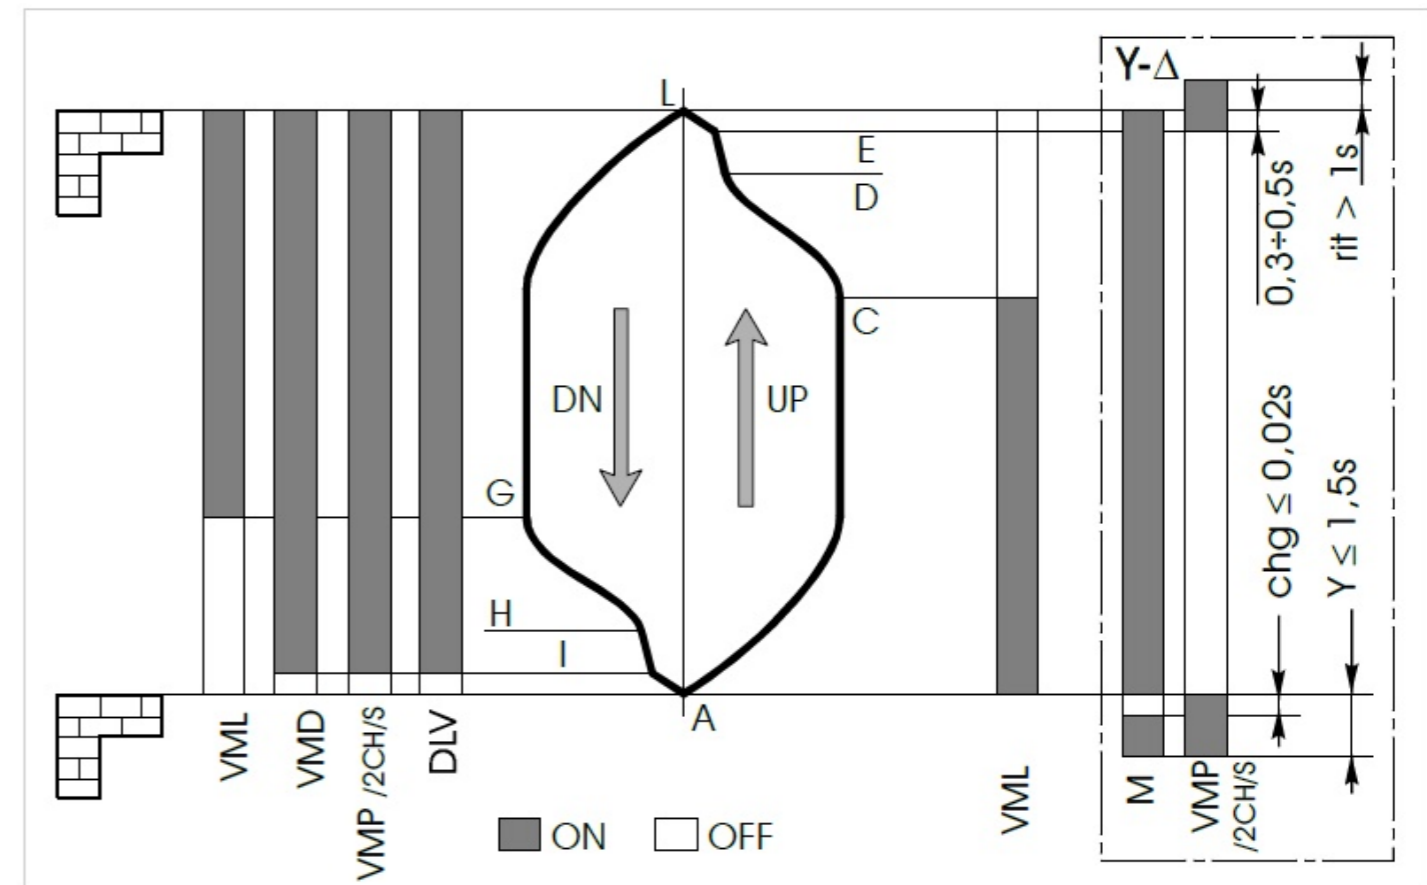 Y-Δ
L
E
D
C
DN
UP
G
H
I
A
0,3÷0,5s
rit > 1s
chg ≤ 0,02s
Y ≤ 1,5s
VML
VMD
VMP /2CH/S
DLV
VML
M
VMP
/2CH/S
ON
OFF